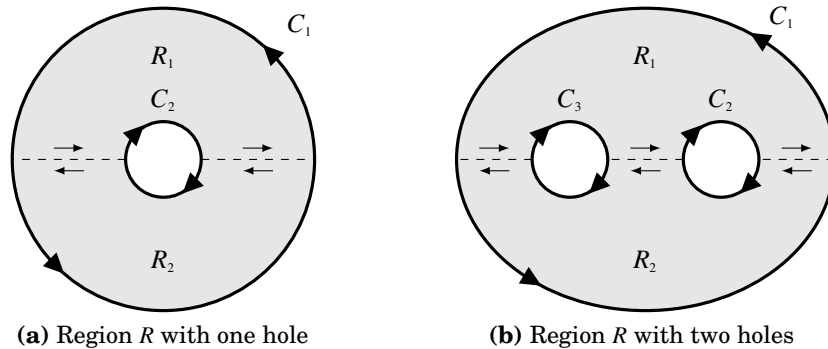 C₁
R₁
C₂
R₂
(a) Region R with one hole
C₁
R₁
C₃ C₂
R₂
(b) Region R with two holes